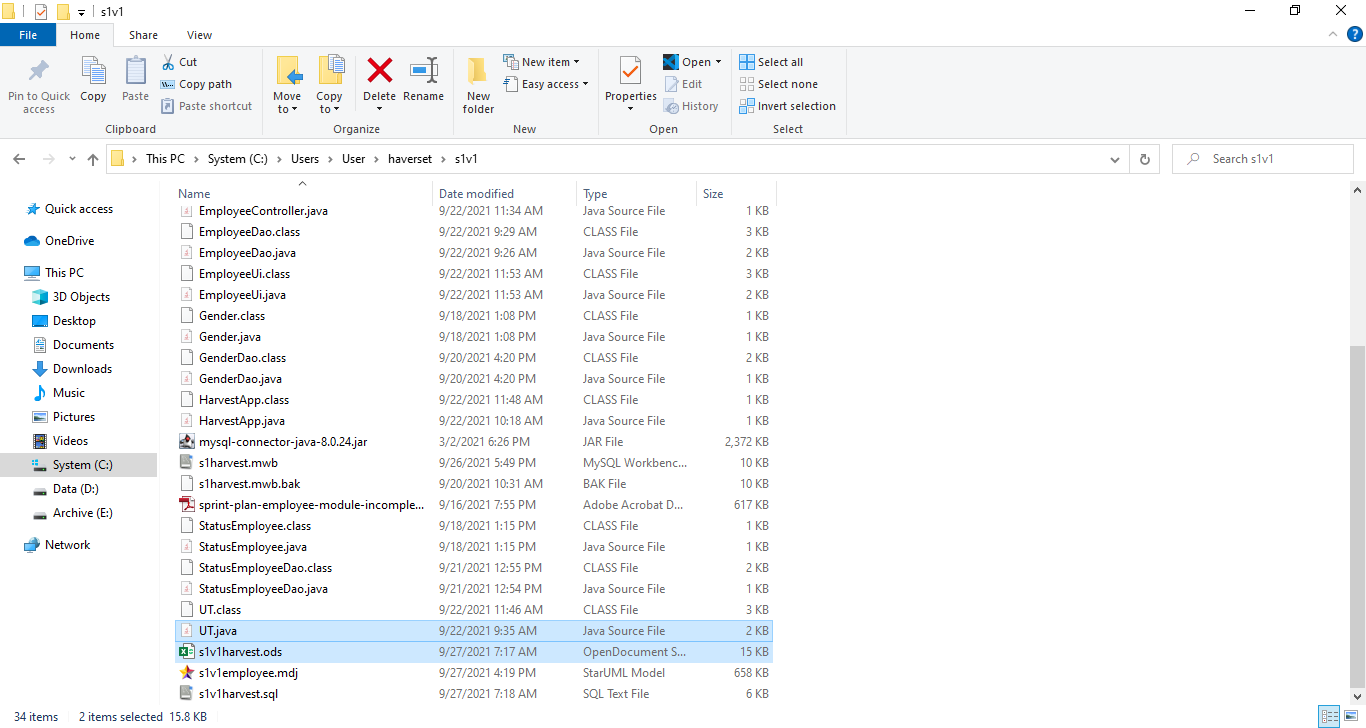 s1v1
File Home Share View
Pin to Quick access
Copy
Paste
Cut
Copy path
Paste shortcut
Clipboard
Move to
Copy to
Delete
Rename
Organize
New folder
New item
Easy access
New
Properties
Open
Edit
History
Open
Select all
Select none
Invert selection
Select
This PC > System (C:) > Users > User > haverset > s1v1
Search s1v1
Quick access
OneDrive
This PC
3D Objects
Desktop
Documents
Downloads
Music
Pictures
Videos
System (C:)
Data (D:)
Archive (E:)
Network
Name Date modified Type Size
EmployeeController.java 9/22/2021 11:34 AM Java Source File 1 KB
EmployeeDao.class 9/22/2021 9:29 AM CLASS File 3 KB
EmployeeDao.java 9/22/2021 9:26 AM Java Source File 2 KB
EmployeeUi.class 9/22/2021 11:53 AM CLASS File 3 KB
EmployeeUi.java 9/22/2021 11:53 AM Java Source File 2 KB
Gender.class 9/18/2021 1:08 PM CLASS File 1 KB
Gender.java 9/18/2021 1:08 PM Java Source File 1 KB
GenderDao.class 9/20/2021 4:20 PM CLASS File 2 KB
GenderDao.java 9/20/2021 4:20 PM Java Source File 1 KB
HarvestApp.class 9/22/2021 11:48 AM CLASS File 1 KB
HarvestApp.java 9/22/2021 10:18 AM Java Source File 1 KB
mysql-connector-java-8.0.24.jar 3/2/2021 6:26 PM JAR File 2,372 KB
s1harvest.mwb 9/26/2021 5:49 PM MySQL Workbenc... 10 KB
s1harvest.mwb.bak 9/20/2021 10:31 AM BAK File 10 KB
sprint-plan-employee-module-incomple... 9/16/2021 7:55 PM Adobe Acrobat D... 617 KB
StatusEmployee.class 9/18/2021 1:15 PM CLASS File 1 KB
StatusEmployee.java 9/18/2021 1:15 PM Java Source File 1 KB
StatusEmployeeDao.class 9/21/2021 12:55 PM CLASS File 2 KB
StatusEmployeeDao.java 9/21/2021 12:54 PM Java Source File 1 KB
UT.class 9/22/2021 11:46 AM CLASS File 3 KB
UT.java 9/22/2021 9:35 AM Java Source File 2 KB
s1v1harvest.ods 9/27/2021 7:17 AM OpenDocument S... 15 KB
s1v1employee.mdj 9/27/2021 4:19 PM StarUML Model 658 KB
s1v1harvest.sql 9/27/2021 7:18 AM SQL Text File 6 KB
34 items 2 items selected 15.8 KB